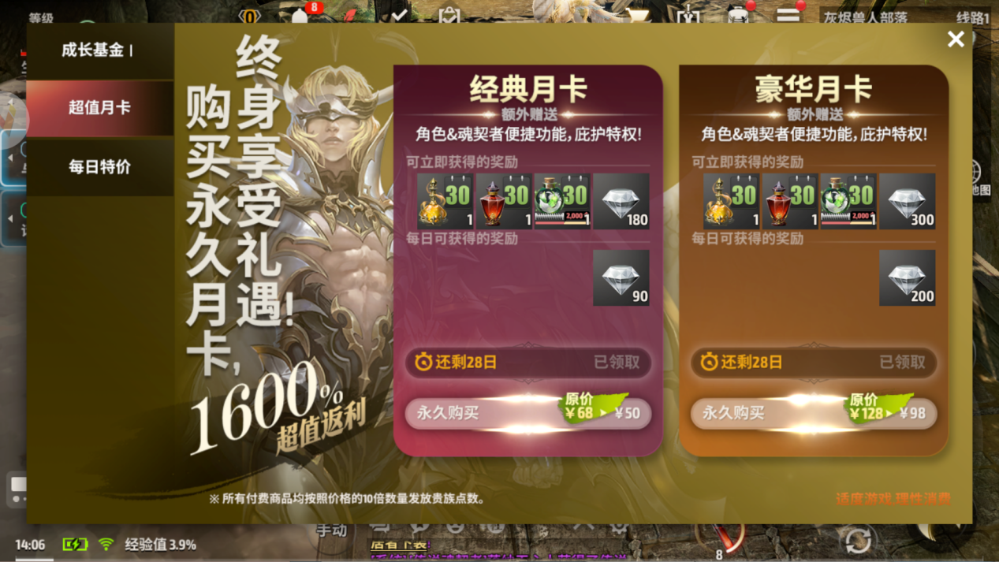 等级
8
灰烬兽人部落
线路1
成长基金 I
超值月卡
每日特价
终身享受礼遇!
购买永久月卡,
1600%
超值返利
经典月卡
额外赠送
角色&魂契者便捷功能,庇护特权!
可立即获得的奖励
30 1
30 1
30 2,000 1
180
每日可获得的奖励
90
还剩28日 已领取
永久购买 原价 ¥68 ¥50
豪华月卡
额外赠送
角色&魂契者便捷功能,庇护特权!
可立即获得的奖励
30 1
30 1
30 2,000 1
300
每日可获得的奖励
200
还剩28日 已领取
永久购买 原价 ¥128 ¥98
※ 所有付费商品均按照价格的10倍数量发放贵族点数。
适度游戏,理性消费
地图
手动
14:06 经验值 3.9%
8